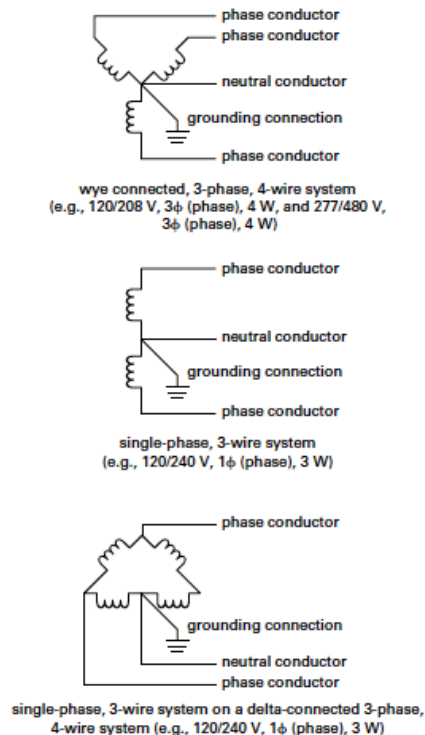 phase conductor
phase conductor
neutral conductor
grounding connection
phase conductor
wye connected, 3-phase, 4-wire system
(e.g., 120/208 V, 3ϕ (phase), 4 W, and 277/480 V,
3ϕ (phase), 4 W)
phase conductor
neutral conductor
grounding connection
phase conductor
single-phase, 3-wire system
(e.g., 120/240 V, 1ϕ (phase), 3 W)
phase conductor
grounding connection
neutral conductor
phase conductor
single-phase, 3-wire system on a delta-connected 3-phase,
4-wire system (e.g., 120/240 V, 1ϕ (phase), 3 W)